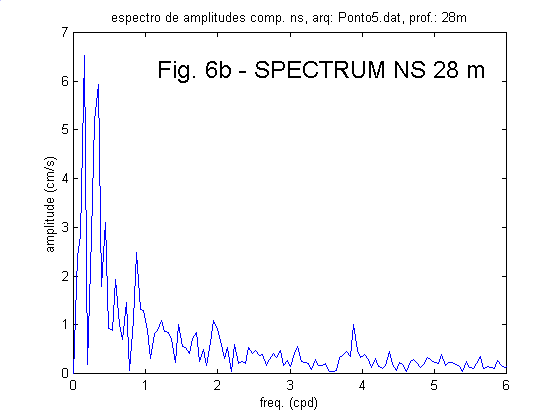 espectro de amplitudes comp. ns, arq: Ponto5.dat, prof.: 28m
Fig. 6b - SPECTRUM NS 28 m
amplitude (cm/s)
7
6
5
4
3
2
1
0
0 1 2 3 4 5 6
freq. (cpd)